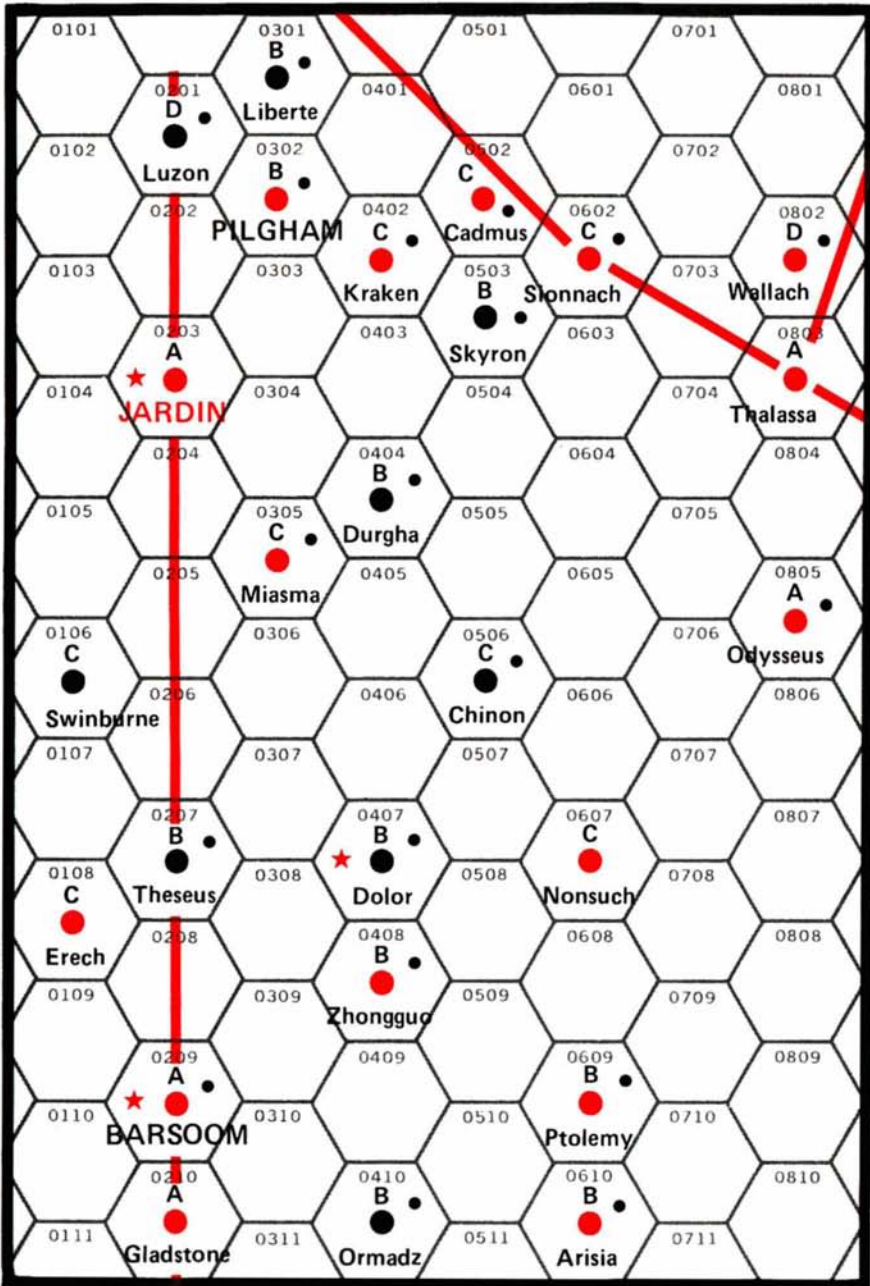 0101
0301
0501
0701
B
Liberte
0201
0401
0601
0801
D
Luzon
0102
0302
0502
0702
B
PILGHAM
C
Cadmus
0202
0402
0602
0802
C
Kraken
C
Sionnach
D
Wallach
0103
0303
0503
0703
B
Skyron
0203
0403
0603
0803
A
JARDIN
A
Thalassa
0104
0304
0504
0704
0204
0404
0604
0804
B
Durgha
0105
0305
0505
0705
C
Miasma
0205
0405
0605
0805
A
Odysseus
0106
0306
0506
0706
C
Swinburne
C
Chinon
0206
0406
0606
0806
0107
0307
0507
0707
0207
0407
0607
0807
B
Theseus
B
Dolor
C
Nonsuch
0108
0308
0508
0708
C
Erech
0208
0408
0608
0808
B
Zhongguo
0109
0309
0509
0709
0209
0409
0609
0809
A
BARSOOM
B
Ptolemy
0110
0310
0510
0710
0210
0410
0610
0810
A
Gladstone
B
Ormadz
B
Arisia
0111
0311
0511
0711